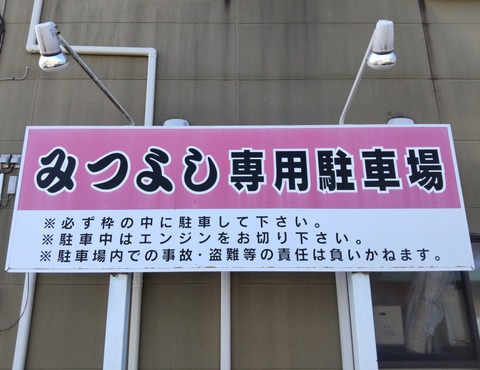 みつよし専用駐車場
※必ず枠の中に駐車して下さい。
※駐車中はエンジンをお切り下さい。
※駐車場内での事故・盗難等の責任は負いかねます。